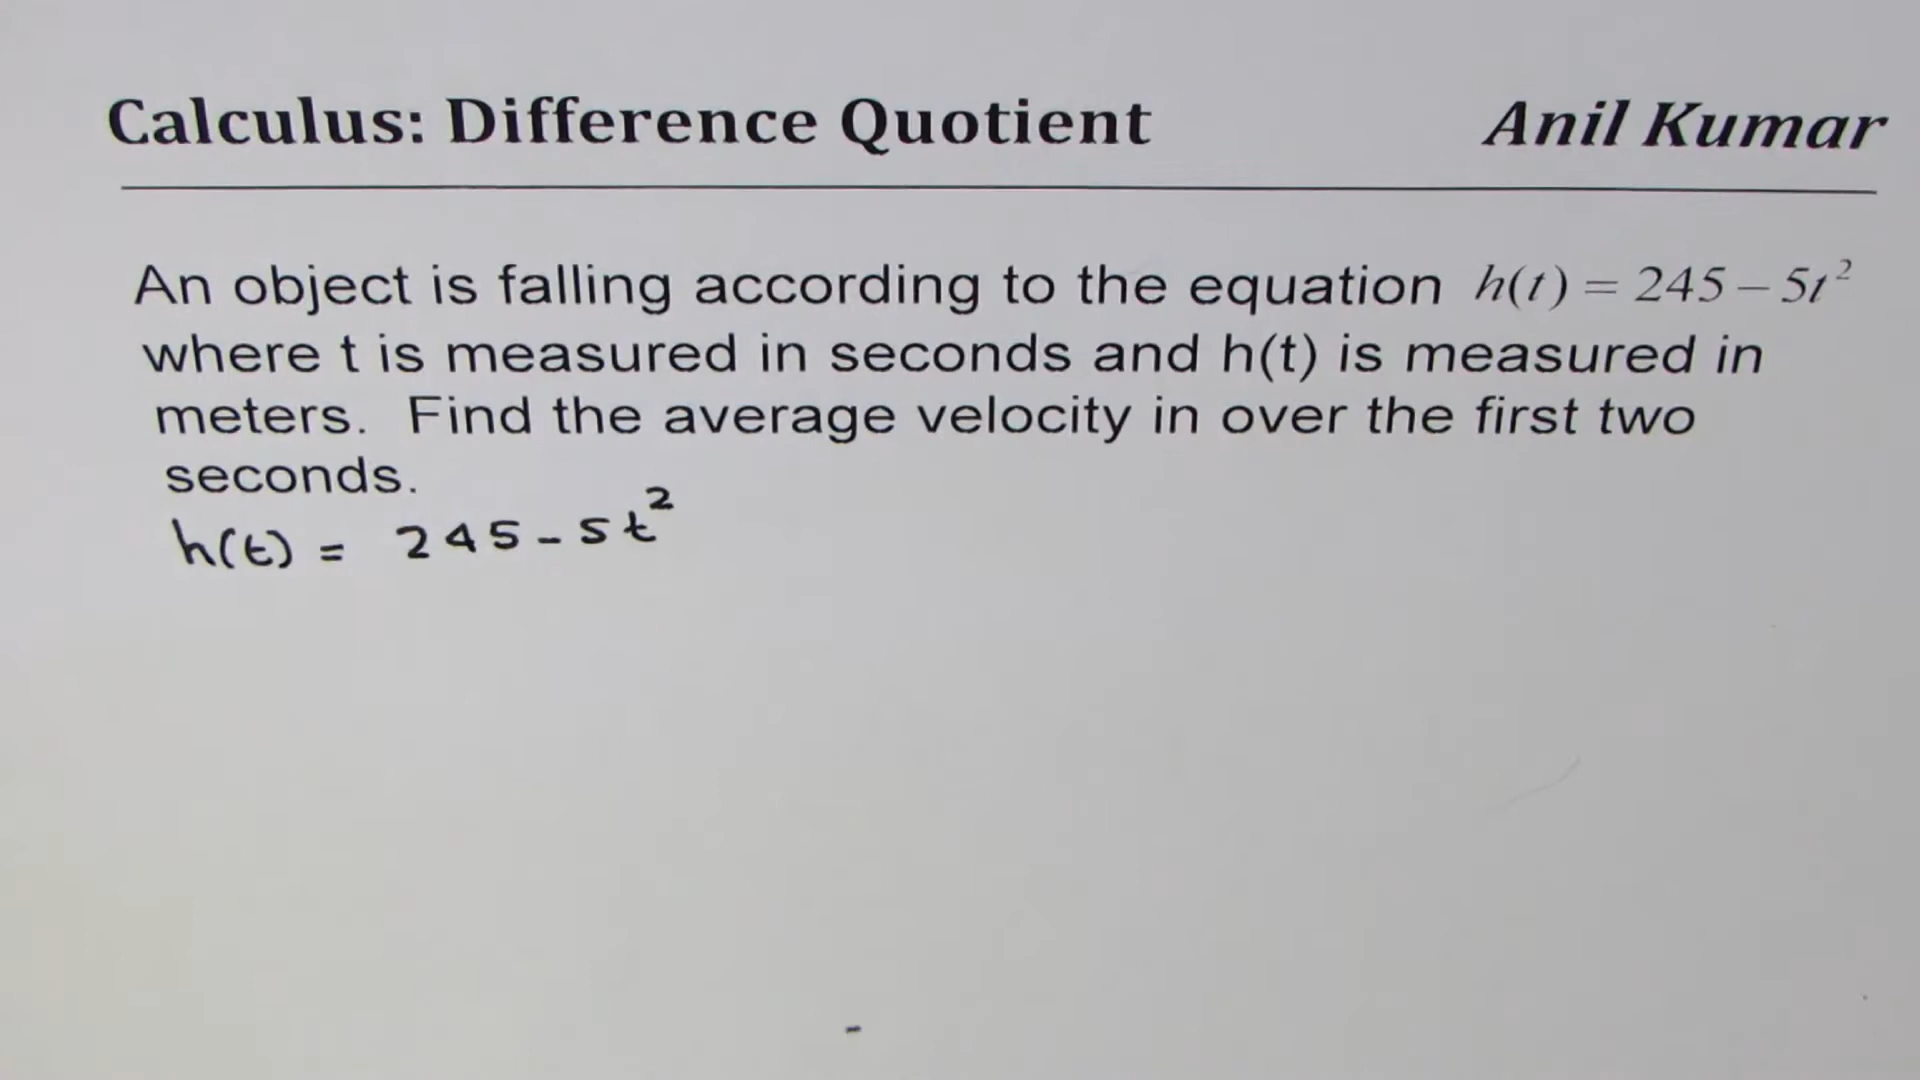 Calculus: Difference Quotient Anil Kumar
An object is falling according to the equation h(t) = 245 – 5t²
where t is measured in seconds and h(t) is measured in
meters. Find the average velocity in over the first two
seconds.
h(t) = 245 - 5t²